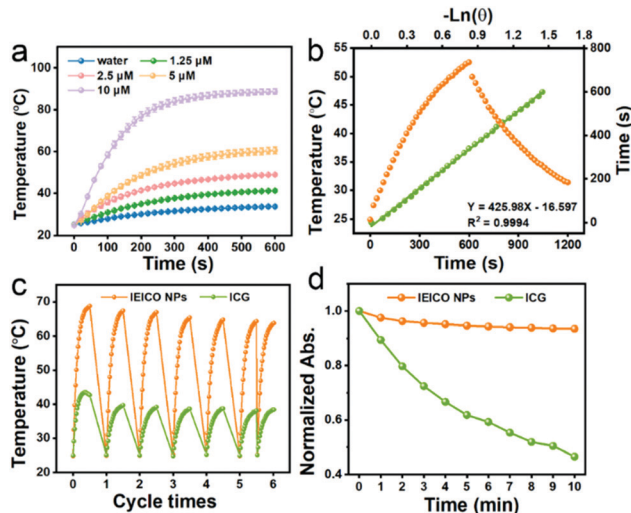 a
water
1.25 μM
2.5 μM
5 μM
10 μM
Temperature (°C)
100
80
60
40
20
0 100 200 300 400 500 600
Time (s)
b
-Ln(θ)
0.0 0.4 0.8 1.2 1.6
Temperature (°C)
55
50
45
40
35
30
25
800
600
400
200
0
Time (s)
Y = 425.98X - 16.597
R² = 0.9994
0 300 600 900 1200
Time (s)
c
IEICO NPs
ICG
Temperature (°C)
70
60
50
40
30
20
0 1 2 3 4 5 6
Cycle times
d
IEICO NPs
ICG
Normalized Abs.
1.0
0.8
0.6
0.4
0 1 2 3 4 5 6 7 8 9 10
Time (min)